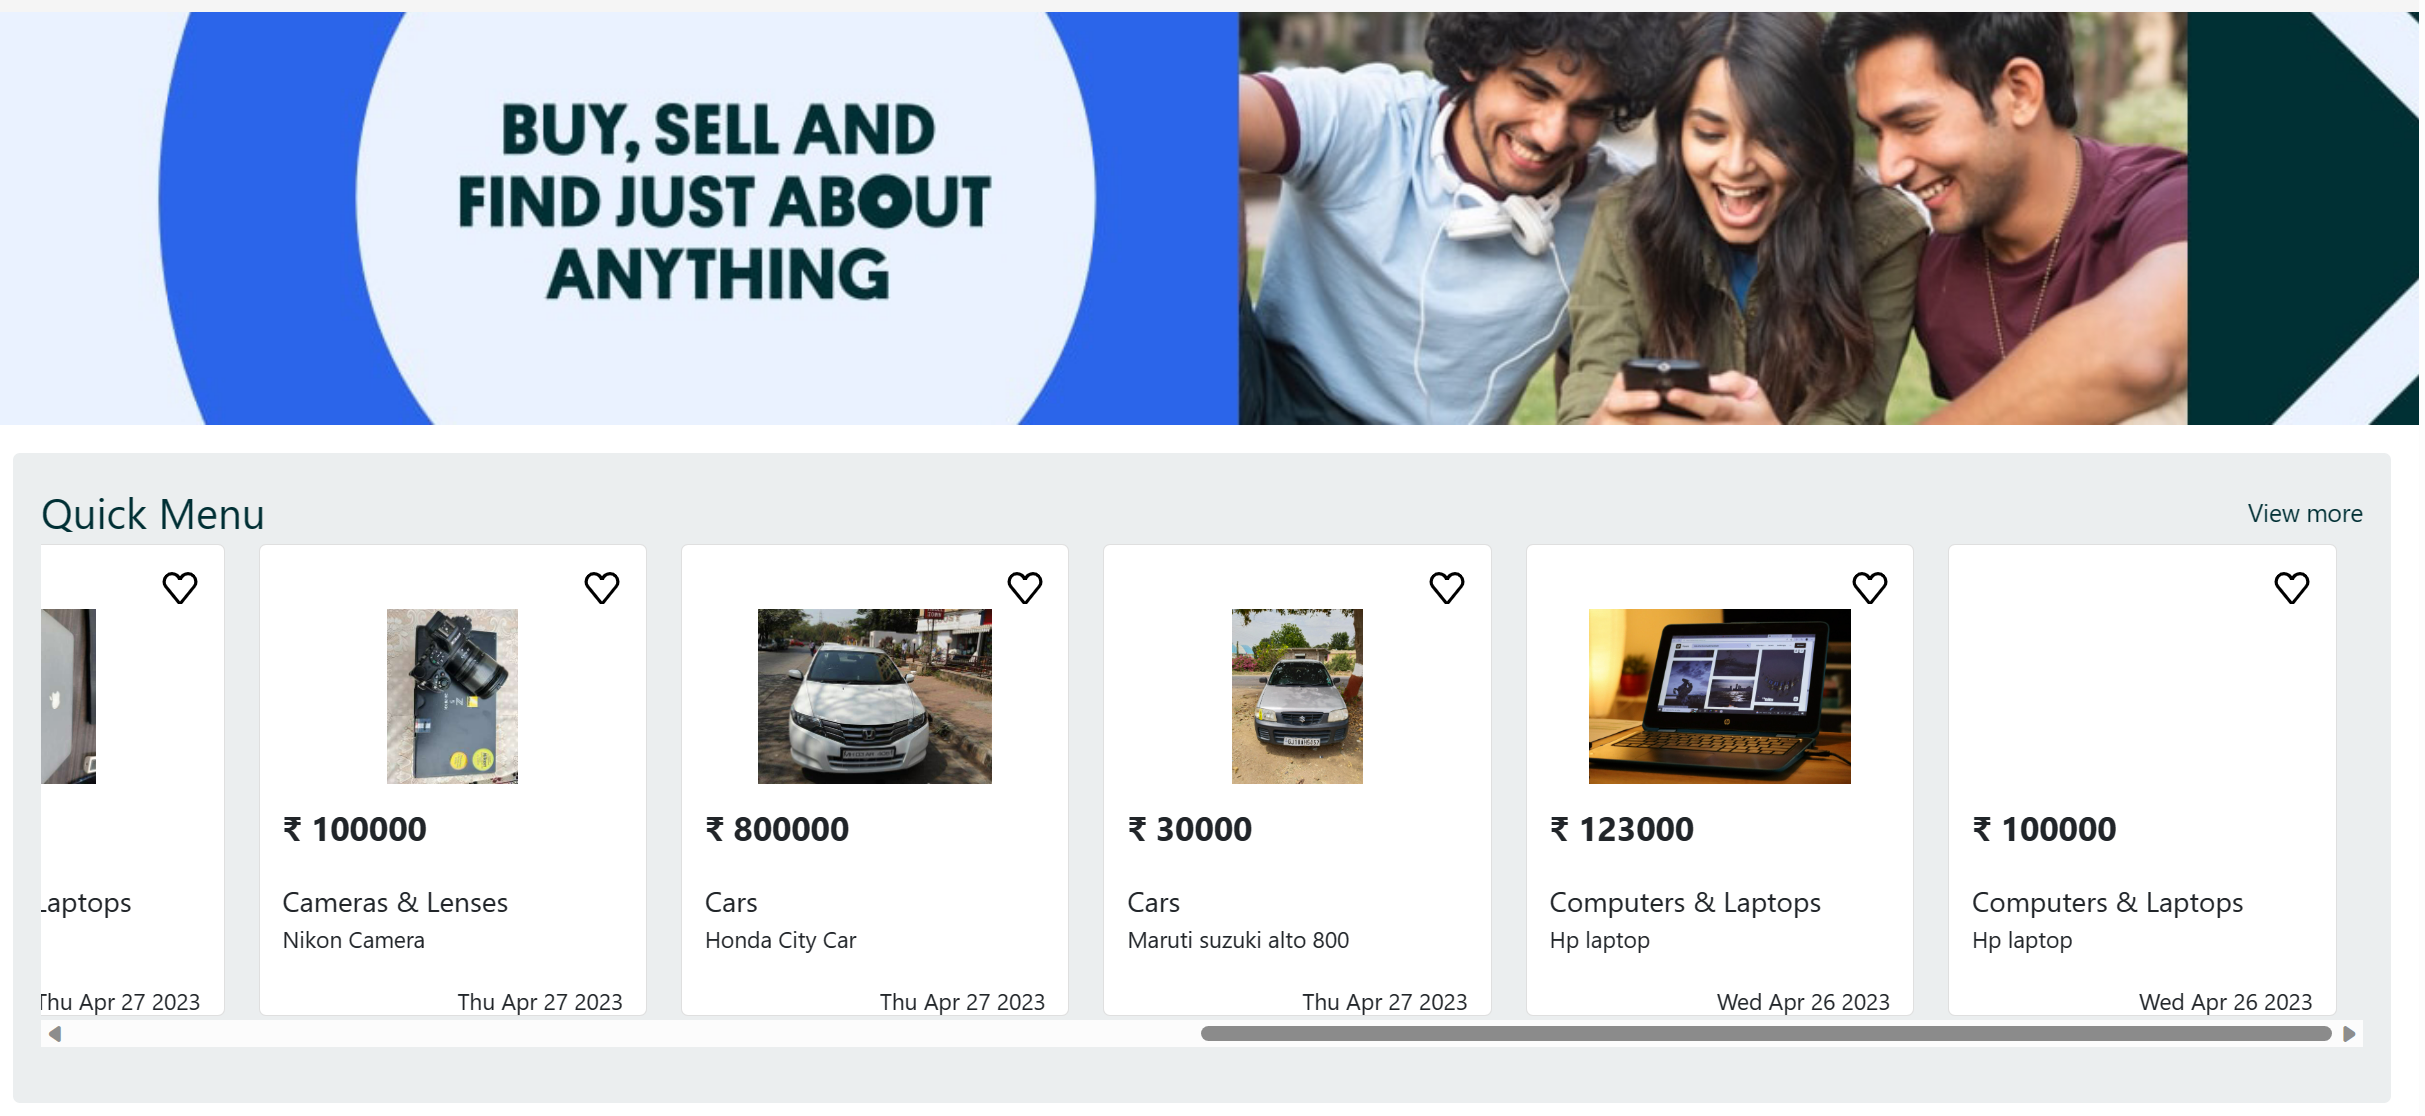 BUY, SELL AND
FIND JUST ABOUT
ANYTHING
Quick Menu
View more
Laptops
Thu Apr 27 2023
₹ 100000
Cameras & Lenses
Nikon Camera
Thu Apr 27 2023
₹ 800000
Cars
Honda City Car
Thu Apr 27 2023
₹ 30000
Cars
Maruti suzuki alto 800
Thu Apr 27 2023
₹ 123000
Computers & Laptops
Hp laptop
Wed Apr 26 2023
₹ 100000
Computers & Laptops
Hp laptop
Wed Apr 26 2023